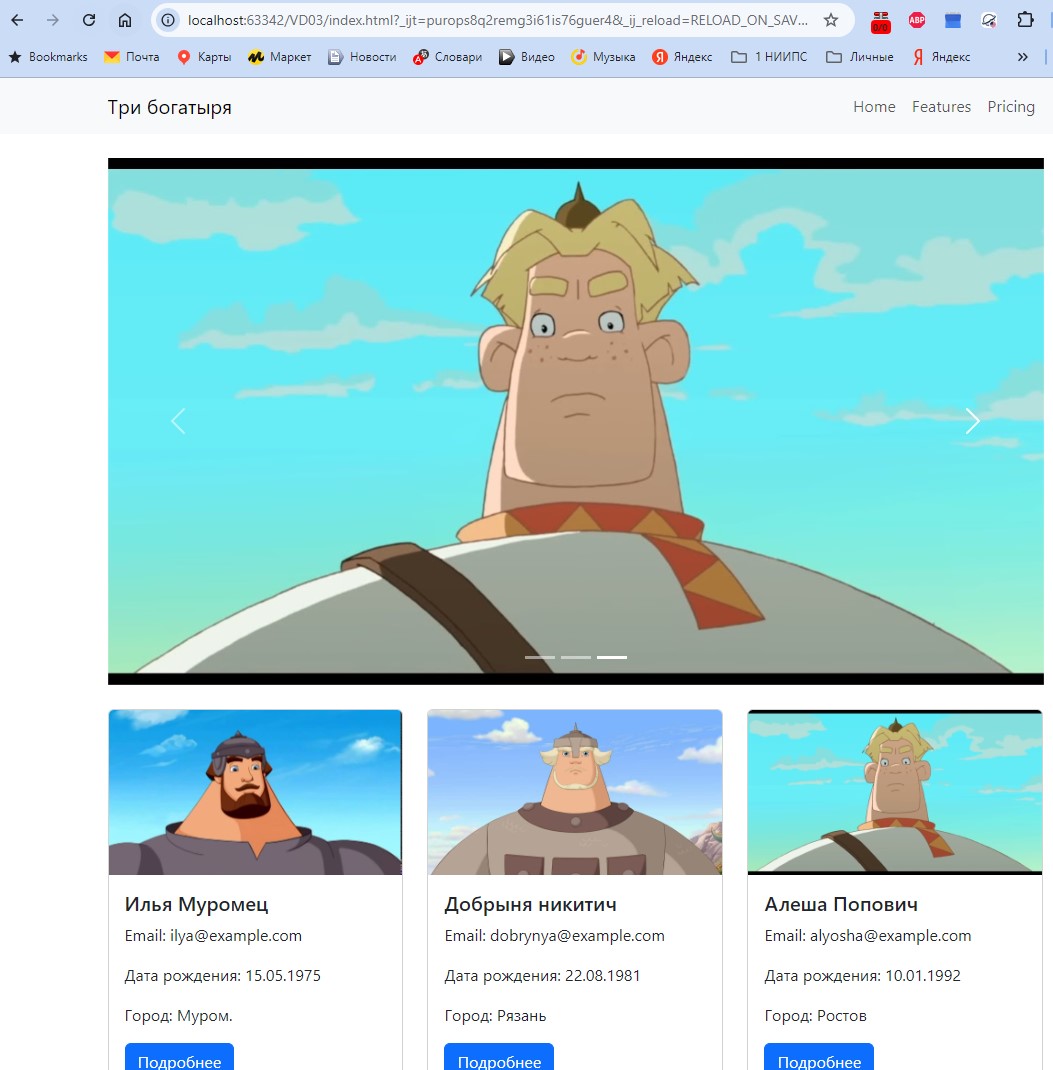 localhost:63342/VD03/index.html?_ijt=purops8q2remg3i61is76guer4&_ij_reload=RELOAD_ON_SAV...
0/0 ABP
Bookmarks Почта Карты Маркет Новости Словари Видео Музыка Яндекс 1 НИИПС Личные Яндекс »
Три богатыря Home Features Pricing
Илья Муромец
Email: ilya@example.com
Дата рождения: 15.05.1975
Город: Муром.
Подробнее
Добрыня никитич
Email: dobrynya@example.com
Дата рождения: 22.08.1981
Город: Рязань
Подробнее
Алеша Попович
Email: alyosha@example.com
Дата рождения: 10.01.1992
Город: Ростов
Подробнее